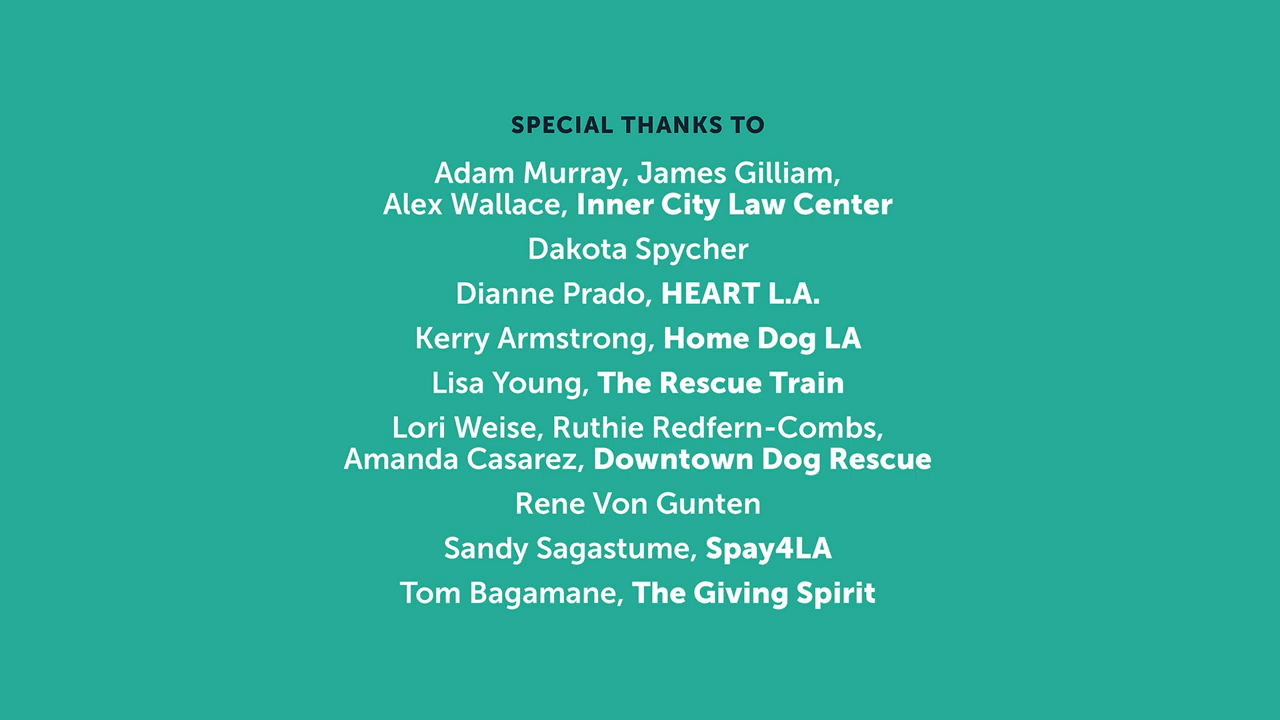 SPECIAL THANKS TO
Adam Murray, James Gilliam,
Alex Wallace, Inner City Law Center
Dakota Spycher
Dianne Prado, HEART L.A.
Kerry Armstrong, Home Dog LA
Lisa Young, The Rescue Train
Lori Weise, Ruthie Redfern-Combs,
Amanda Casarez, Downtown Dog Rescue
Rene Von Gunten
Sandy Sagastume, Spay4LA
Tom Bagamane, The Giving Spirit